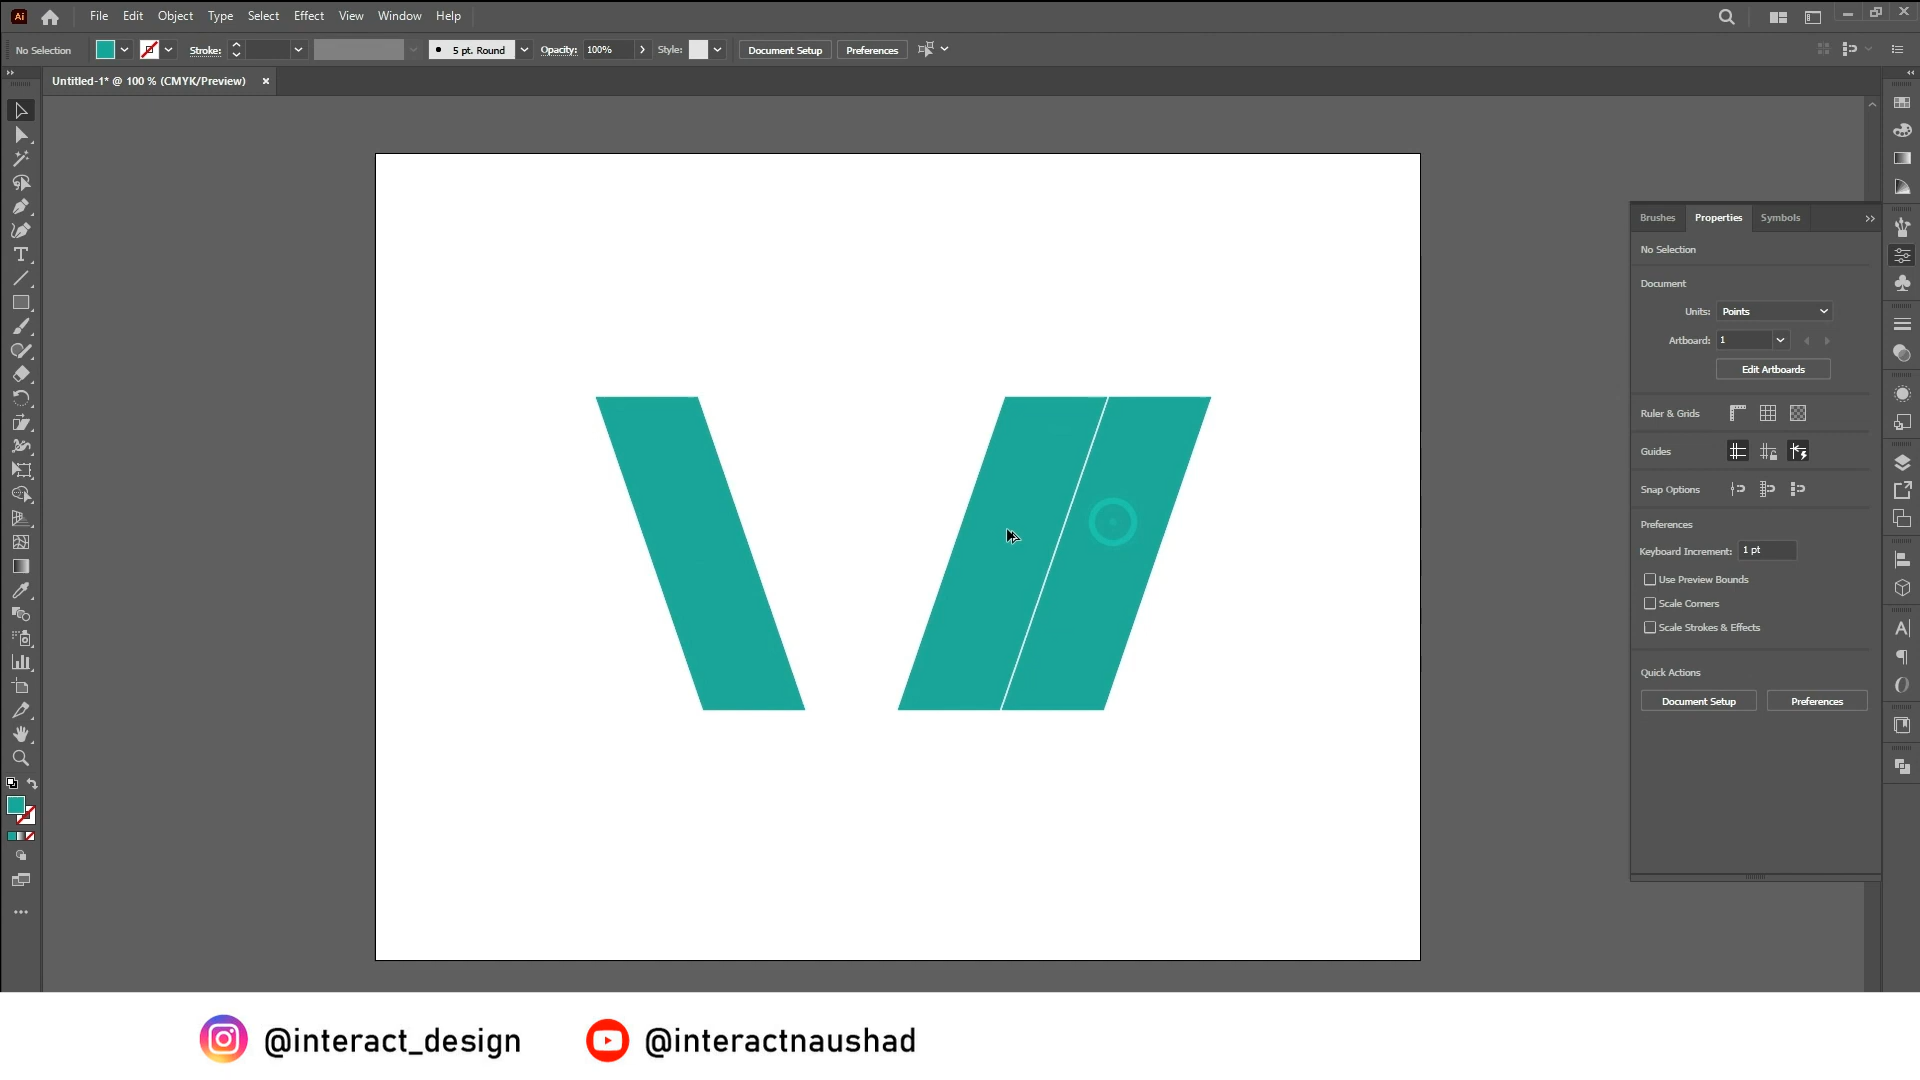 File Edit Object Type Select Effect View Window Help
No Selection Stroke: 5 pt. Round Opacity: 100% Style: Document Setup Preferences
Untitled-1* @ 100 % (CMYK/Preview)
Brushes Properties Symbols
No Selection
Document
Units: Points
Artboard: 1
Edit Artboards
Ruler & Grids
Guides
Snap Options
Preferences
Keyboard Increment: 1 pt
Use Preview Bounds
Scale Corners
Scale Strokes & Effects
Quick Actions
Document Setup Preferences
@interact_design @interactnaushad